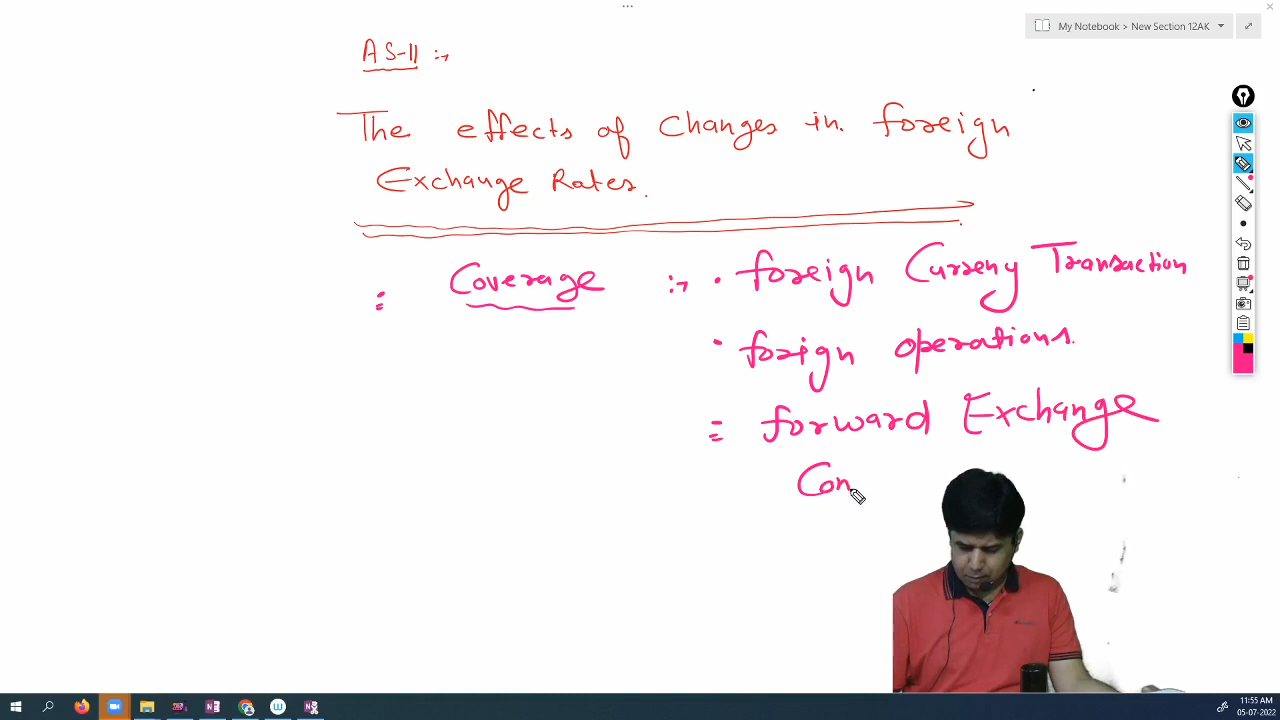 My Notebook > New Section 12AK
AS-11 :-
The effects of Changes in foreign
Exchange Rates.
Coverage :- • foreign Curreny Transaction
• forign operations.
= forward Exchange
Con
11:55 AM
05-07-2022